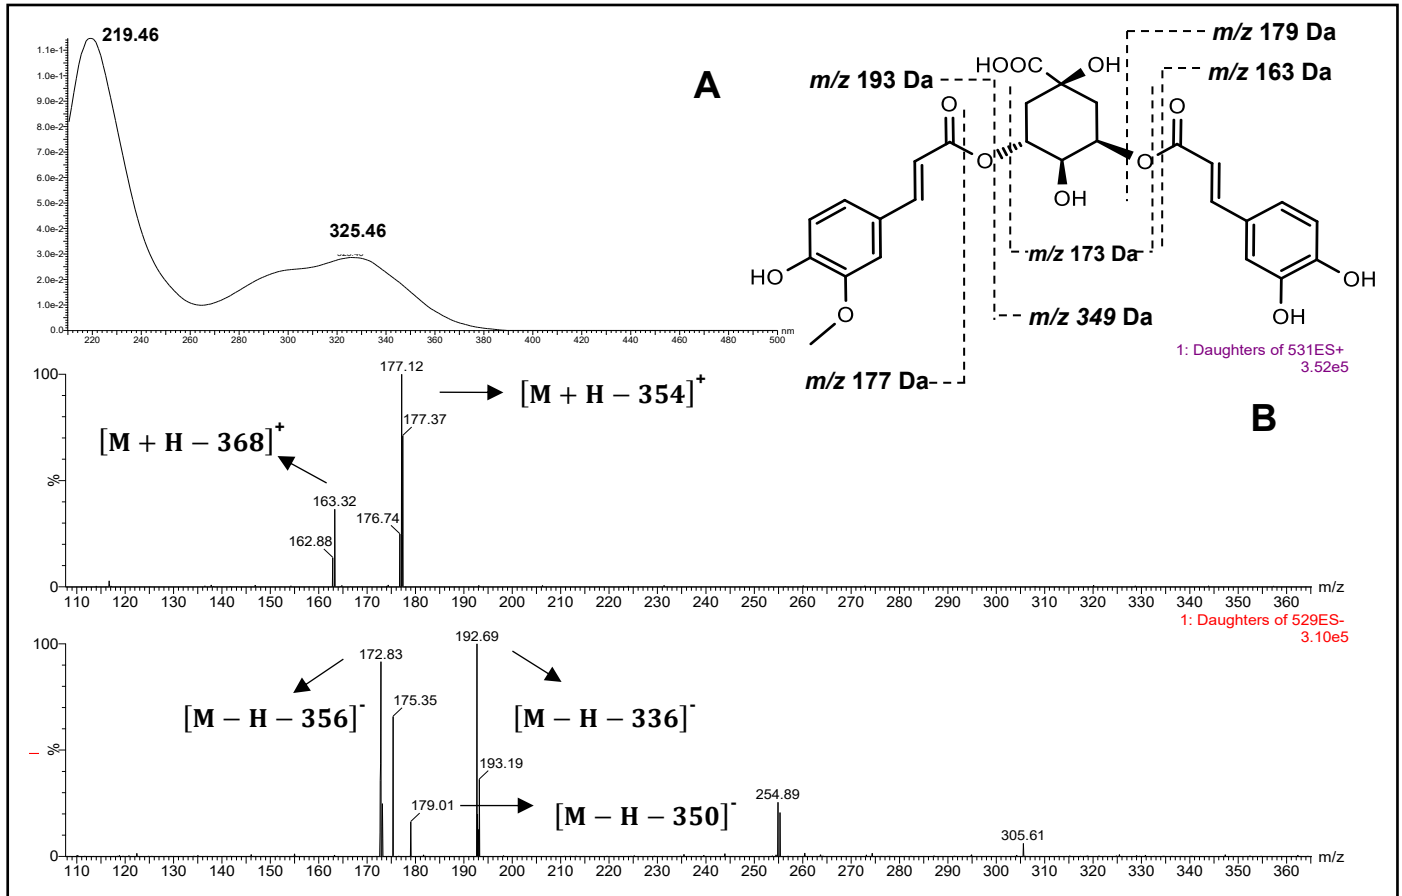 219.46
1.1e-1
1.0e-1
9.0e-2
8.0e-2
7.0e-2
6.0e-2
5.0e-2
4.0e-2
3.0e-2
2.0e-2
1.0e-2
0.0
325.46
220 240 260 280 300 320 340 360 380 400 420 440 460 480 500 nm
A
m/z 179 Da
m/z 163 Da
m/z 193 Da
HOOC OH
O O
O O
OH
HO
O
OH
OH
m/z 173 Da
m/z 349 Da
m/z 177 Da
1: Daughters of 531ES+
3.52e5
B
100
%
0
177.12
[M + H − 354]+
177.37
[M + H − 368]+
163.32
176.74
162.88
110 120 130 140 150 160 170 180 190 200 210 220 230 240 250 260 270 280 290 300 310 320 330 340 350 360 m/z
1: Daughters of 529ES-
3.10e5
100
%
0
192.69
172.83
175.35
[M − H − 356]-
[M − H − 336]-
193.19
179.01
[M − H − 350]-
254.89
305.61
110 120 130 140 150 160 170 180 190 200 210 220 230 240 250 260 270 280 290 300 310 320 330 340 350 360 m/z